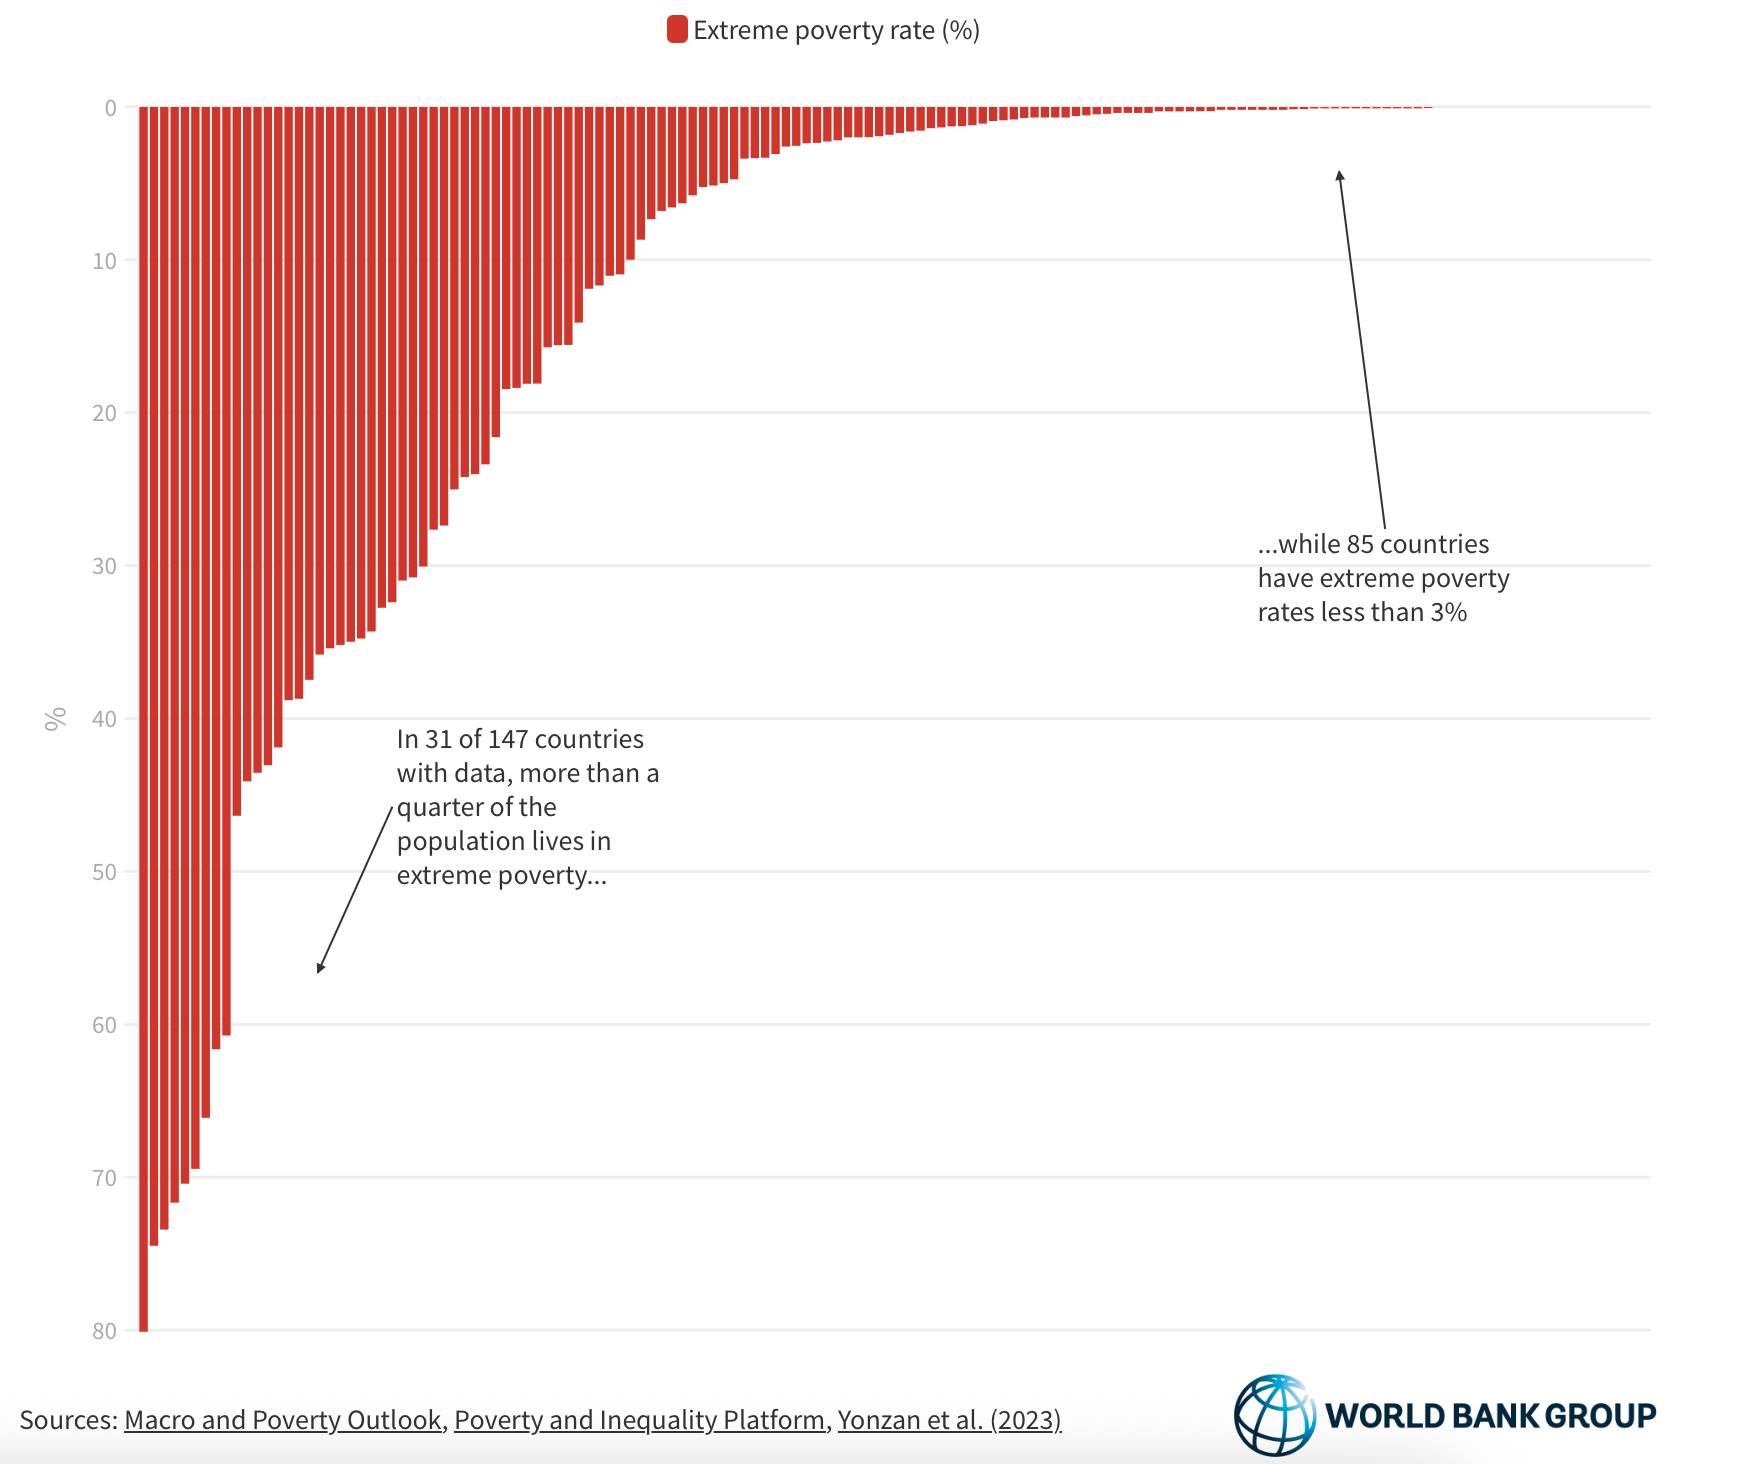 Extreme poverty rate (%)
0
10
20
30
40
50
60
70
80
%
...while 85 countries
have extreme poverty
rates less than 3%
In 31 of 147 countries
with data, more than a
quarter of the
population lives in
extreme poverty...
Sources: Macro and Poverty Outlook, Poverty and Inequality Platform, Yonzan et al. (2023)
WORLD BANK GROUP